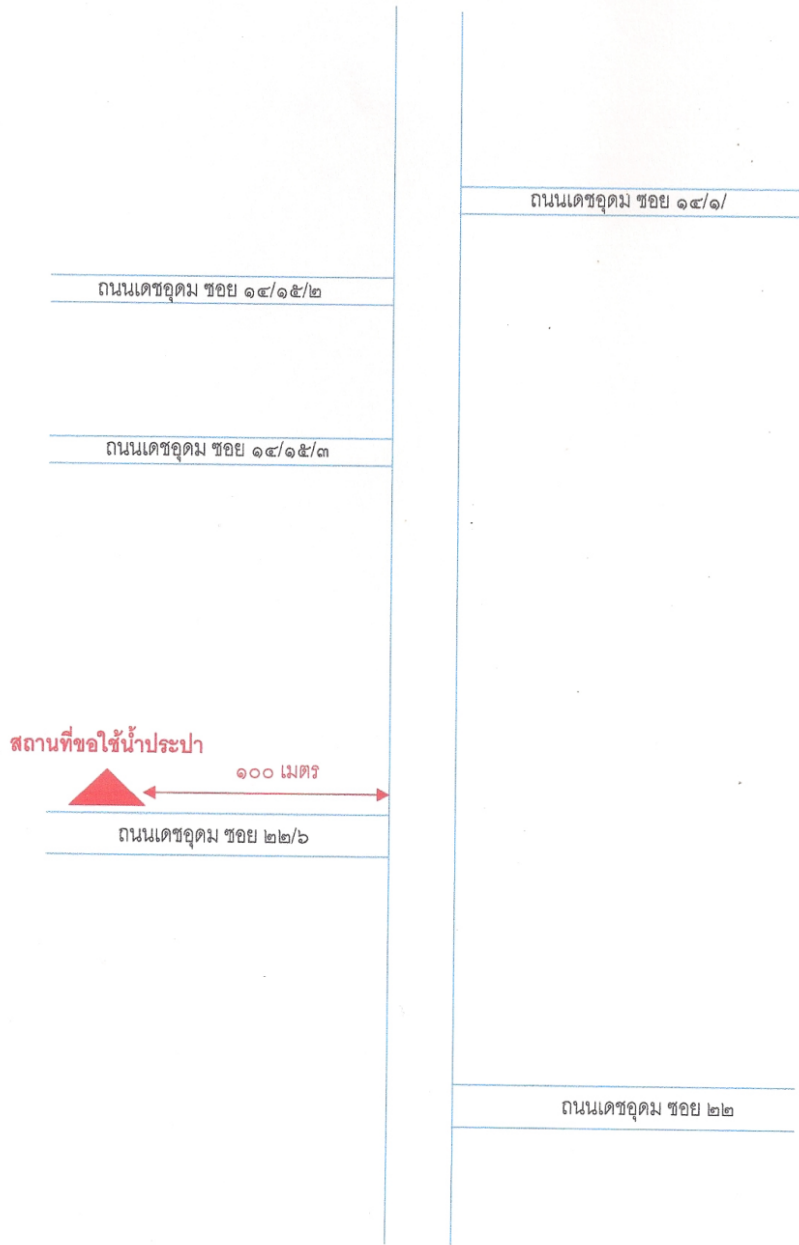 ถนนเดชอุดม ซอย ๑๔/๑/
ถนนเดชอุดม ซอย ๑๔/๑๕/๒
ถนนเดชอุดม ซอย ๑๔/๑๕/๓
สถานที่ขอใช้น้ำประปา
๑๐๐ เมตร
ถนนเดชอุดม ซอย ๒๒/๖
ถนนเดชอุดม ซอย ๒๒